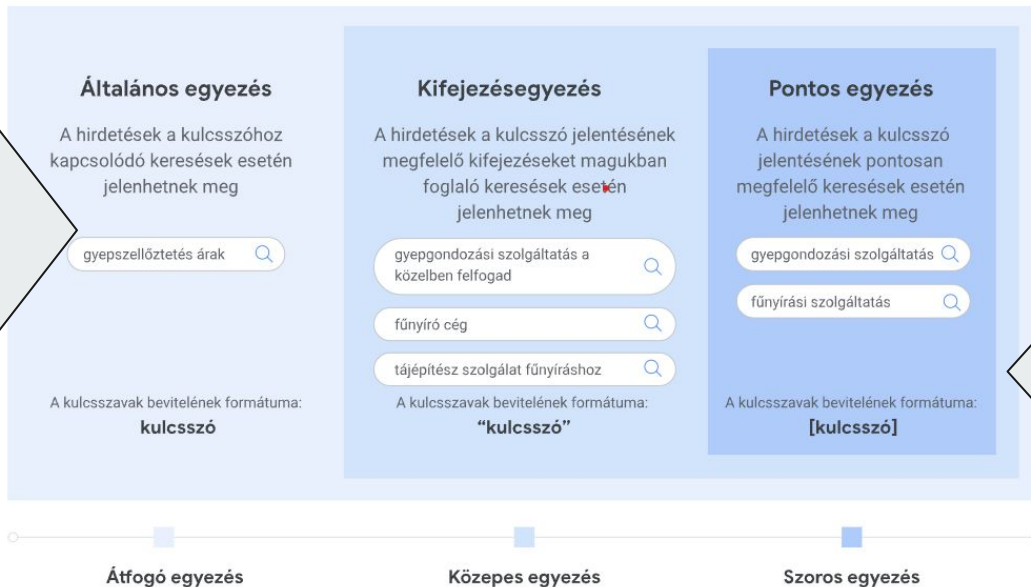 Általános egyezés
A hirdetések a kulcsszóhoz
kapcsolódó keresések esetén
jelenhetnek meg
gyepszellőztetés árak
A kulcsszavak bevitelének formátuma:
kulcsszó
Kifejezésegyezés
A hirdetések a kulcsszó jelentésének
megfelelő kifejezéseket magukban
foglaló keresések esetén
jelenhetnek meg
gyepgondozási szolgáltatás a
közelben felfogad
fűnyíró cég
tájépítész szolgálat fűnyíráshoz
A kulcsszavak bevitelének formátuma:
“kulcsszó”
Pontos egyezés
A hirdetések a kulcsszó
jelentésének pontosan
megfelelő keresések esetén
jelenhetnek meg
gyepgondozási szolgáltatás
fűnyírási szolgáltatás
A kulcsszavak bevitelének formátuma:
[kulcsszó]
Átfogó egyezés
Közepes egyezés
Szoros egyezés